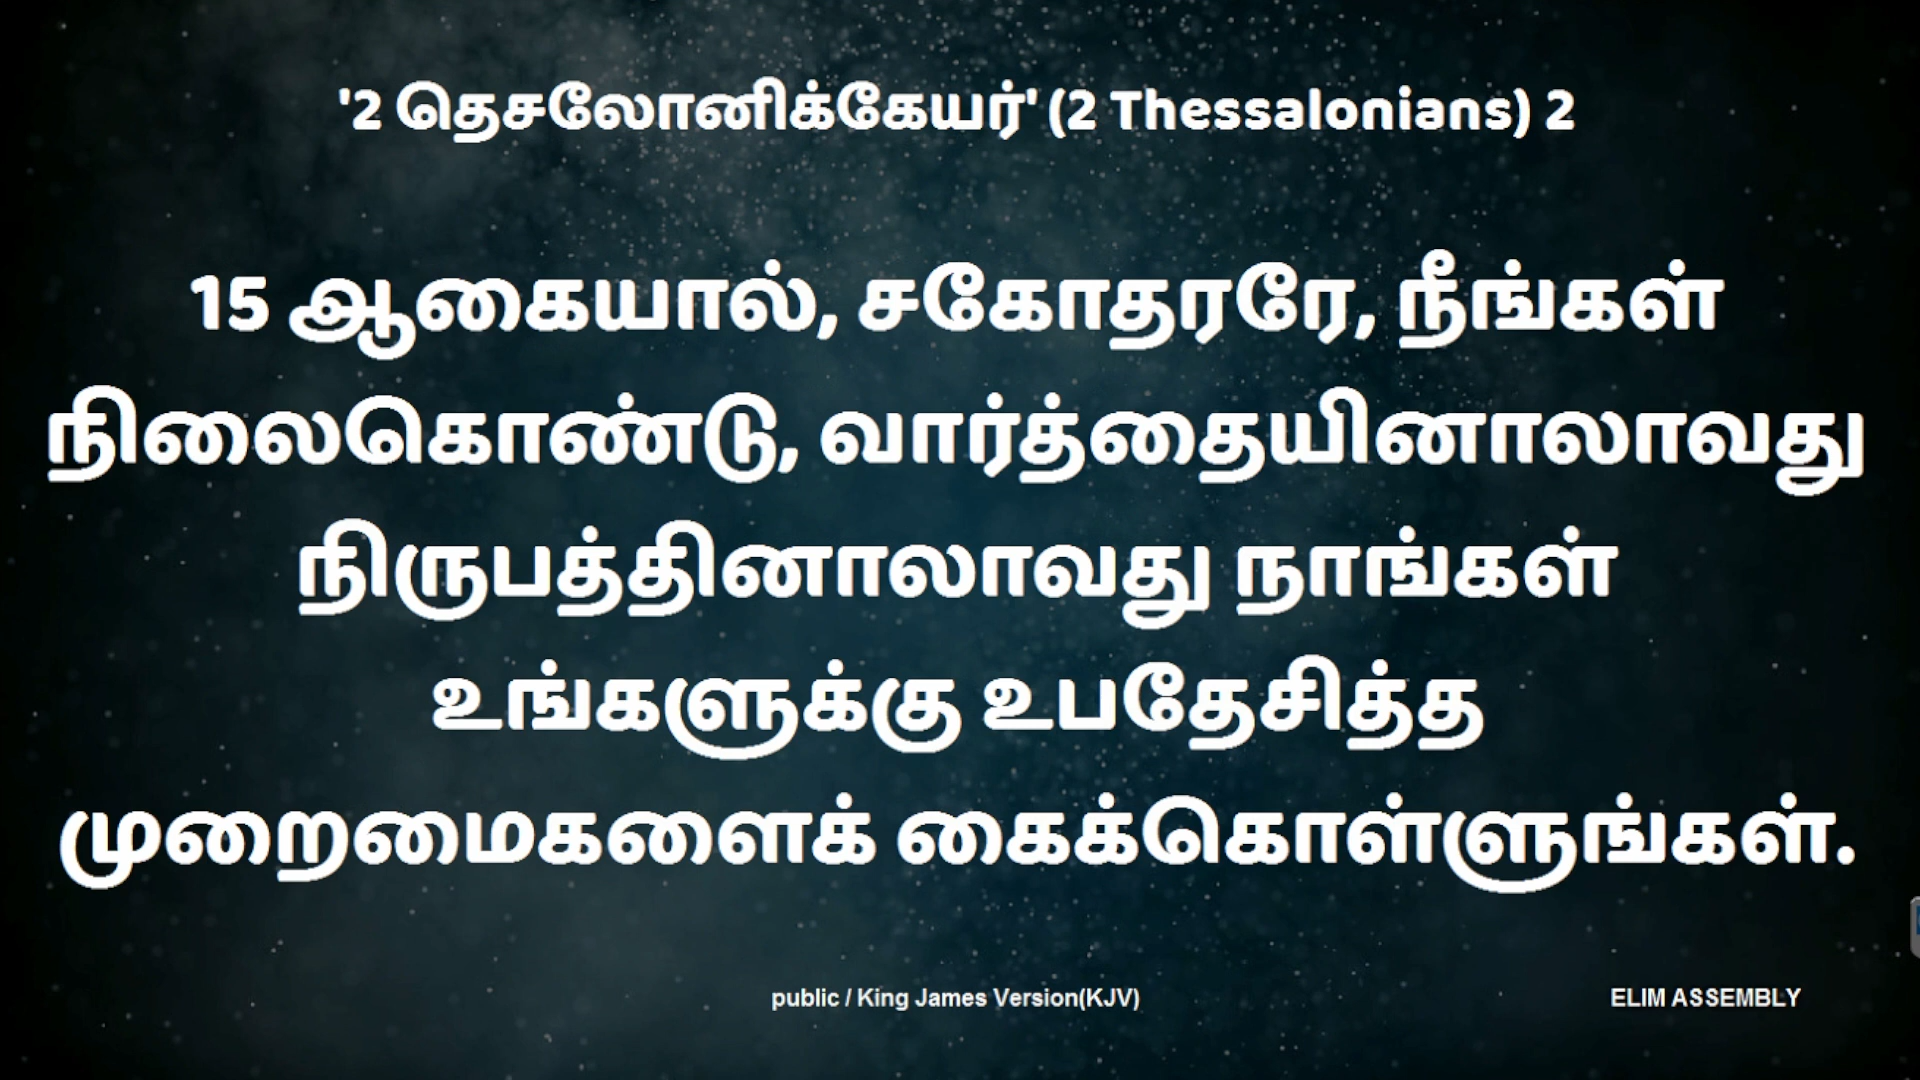 '2 தெசலோனிக்கேயர்' (2 Thessalonians) 2
15 ஆகையால், சகோதரரே, நீங்கள்
நிலைகொண்டு, வார்த்தையினாலாவது
நிருபத்தினாலாவது நாங்கள்
உங்களுக்கு உபதேசித்த
முறைமைகளைக் கைக்கொள்ளுங்கள்.
public / King James Version(KJV)
ELIM ASSEMBLY